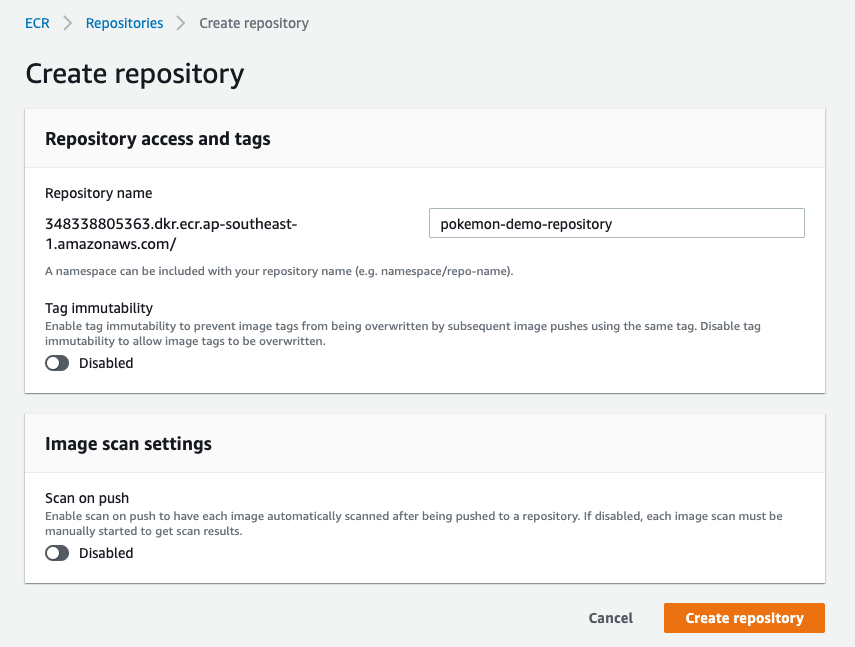 ECR > Repositories > Create repository
Create repository
Repository access and tags
Repository name
348338805363.dkr.ecr.ap-southeast-
1.amazonaws.com/
pokemon-demo-repository
A namespace can be included with your repository name (e.g. namespace/repo-name).
Tag immutability
Enable tag immutability to prevent image tags from being overwritten by subsequent image pushes using the same tag. Disable tag
immutability to allow image tags to be overwritten.
Disabled
Image scan settings
Scan on push
Enable scan on push to have each image automatically scanned after being pushed to a repository. If disabled, each image scan must be
manually started to get scan results.
Disabled
Cancel
Create repository